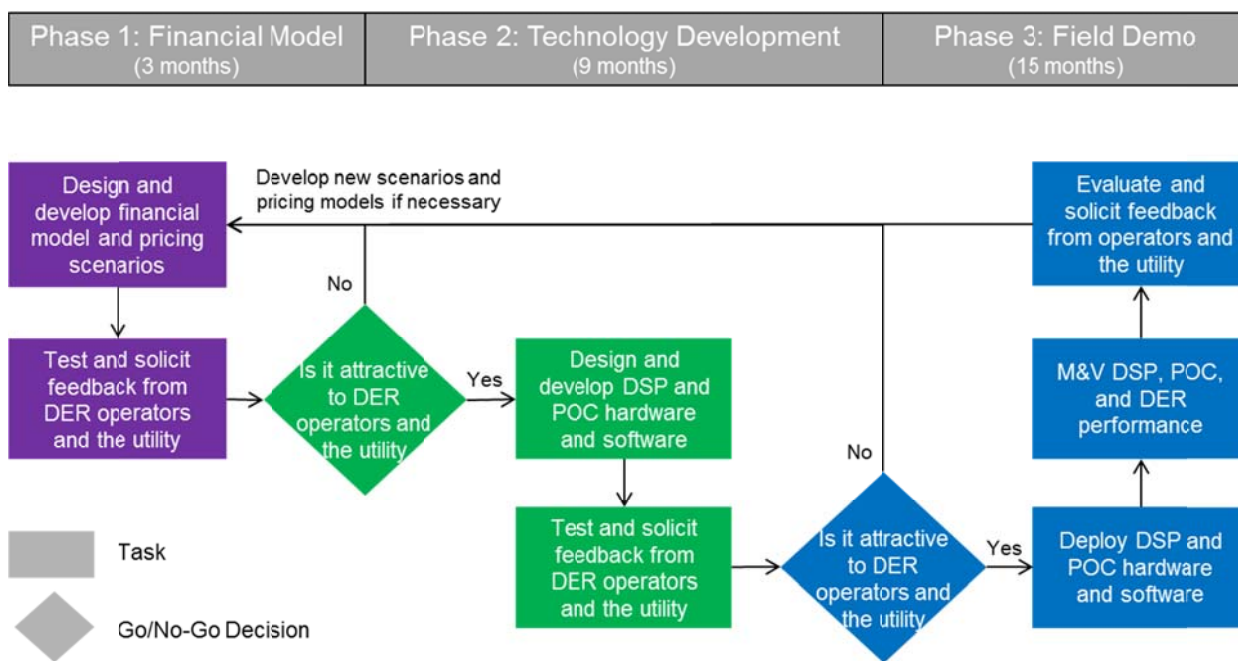 Phase 1: Financial Model
(3 months)
Phase 2: Technology Development
(9 months)
Phase 3: Field Demo
(15 months)
Design and
develop financial
model and pricing
scenarios
Develop new scenarios and
pricing models if necessary
Evaluate and
solicit feedback
from operators and
the utility
No
Test and solicit
feedback from
DER operators
and the utility
Is it attractive
to DER
operators and
the utility
Yes
Design and
develop DSP and
POC hardware
and software
M&V DSP, POC,
and DER
performance
No
Test and solicit
feedback from
DER operators
and the utility
Is it attractive
to DER
operators and
the utility
Yes
Deploy DSP and
POC hardware
and software
Task
Go/No-Go Decision